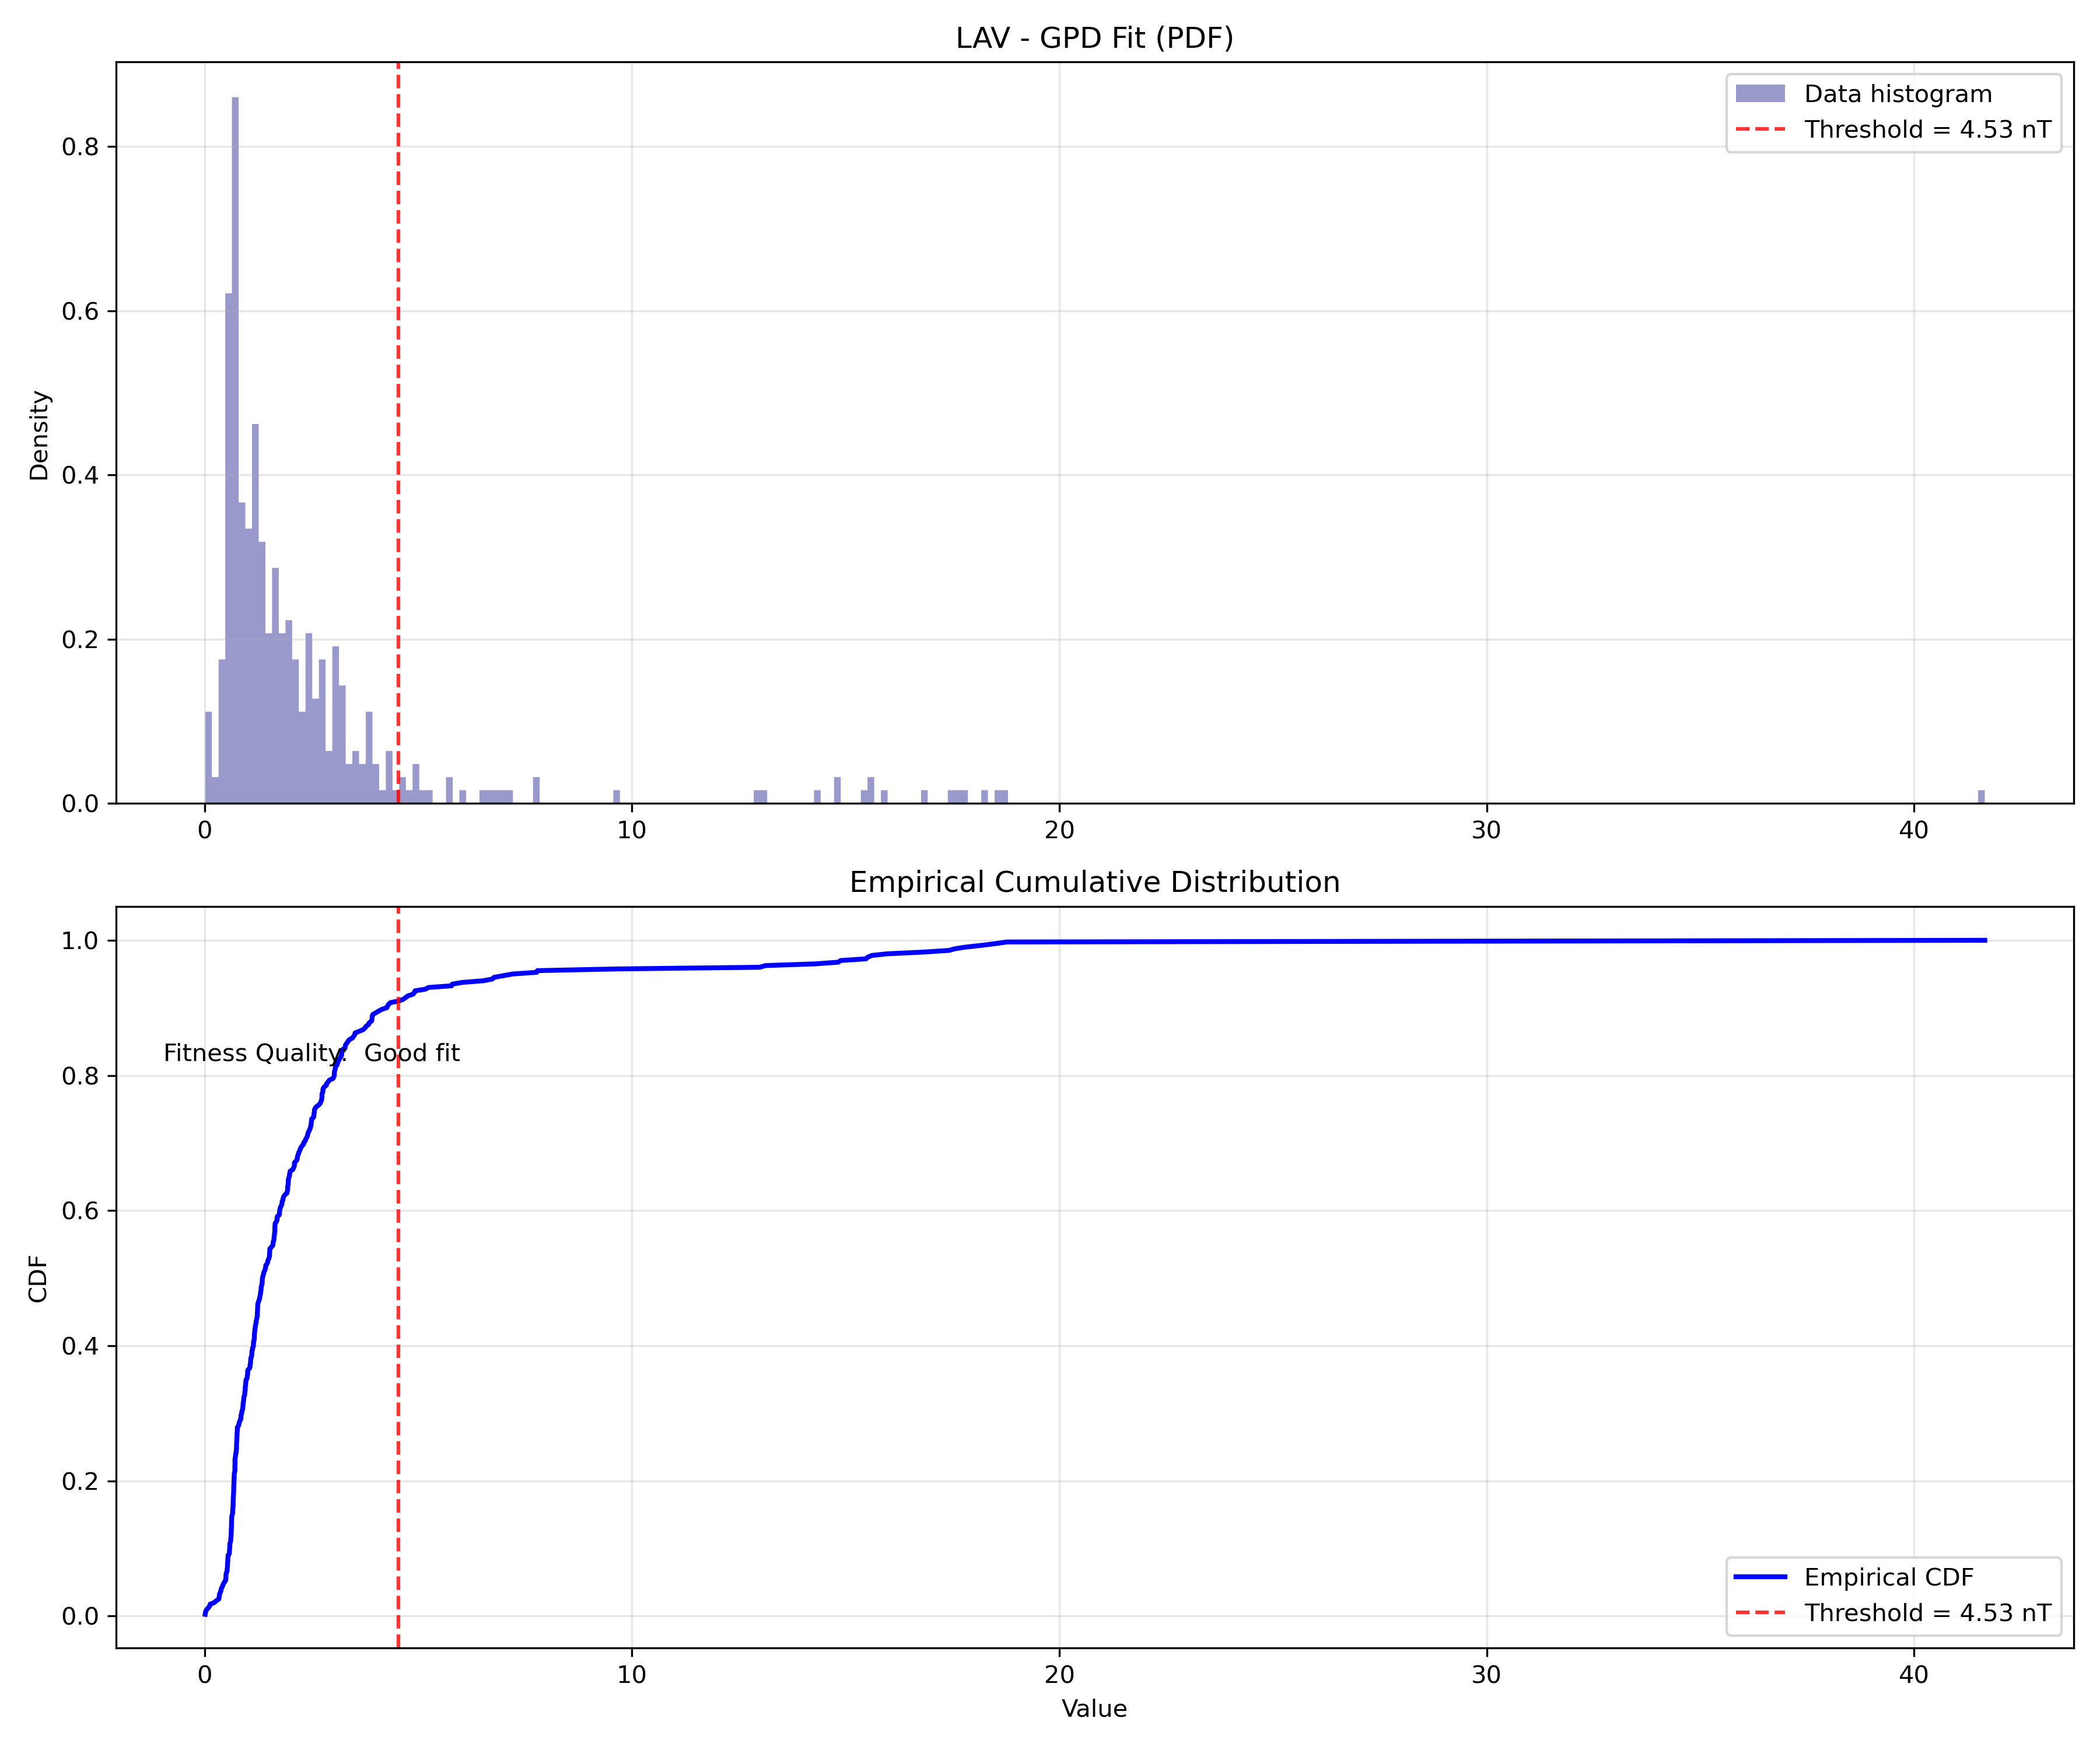 LAV - GPD Fit (PDF)
Data histogram
Threshold = 4.53 nT
Density
0.8
0.6
0.4
0.2
0.0
0 10 20 30 40
Empirical Cumulative Distribution
Fitness Quality: Good fit
CDF
1.0
0.8
0.6
0.4
0.2
0.0
Empirical CDF
Threshold = 4.53 nT
0 10 20 30 40
Value